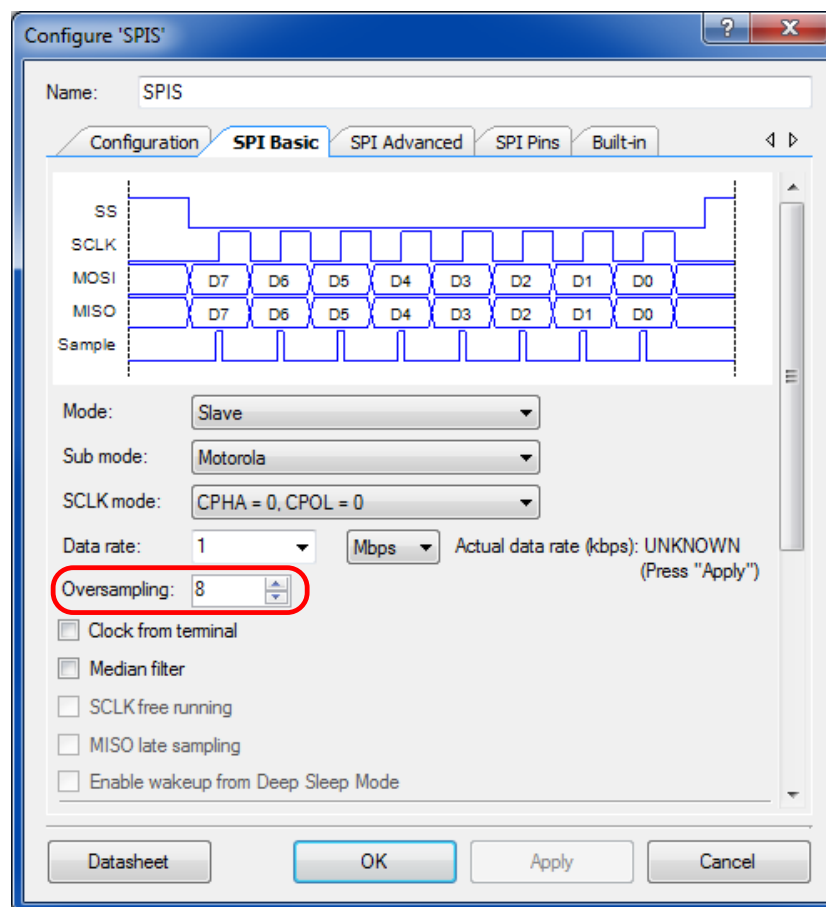 Configure 'SPIS'
? X
Name: SPIS
Configuration SPI Basic SPI Advanced SPI Pins Built-in
SS
SCLK
MOSI D7 D6 D5 D4 D3 D2 D1 D0
MISO D7 D6 D5 D4 D3 D2 D1 D0
Sample
Mode: Slave
Sub mode: Motorola
SCLK mode: CPHA = 0, CPOL = 0
Data rate: 1 Mbps Actual data rate (kbps): UNKNOWN
(Press "Apply")
Oversampling: 8
Clock from terminal
Median filter
SCLK free running
MISO late sampling
Enable wakeup from Deep Sleep Mode
Datasheet OK Apply Cancel